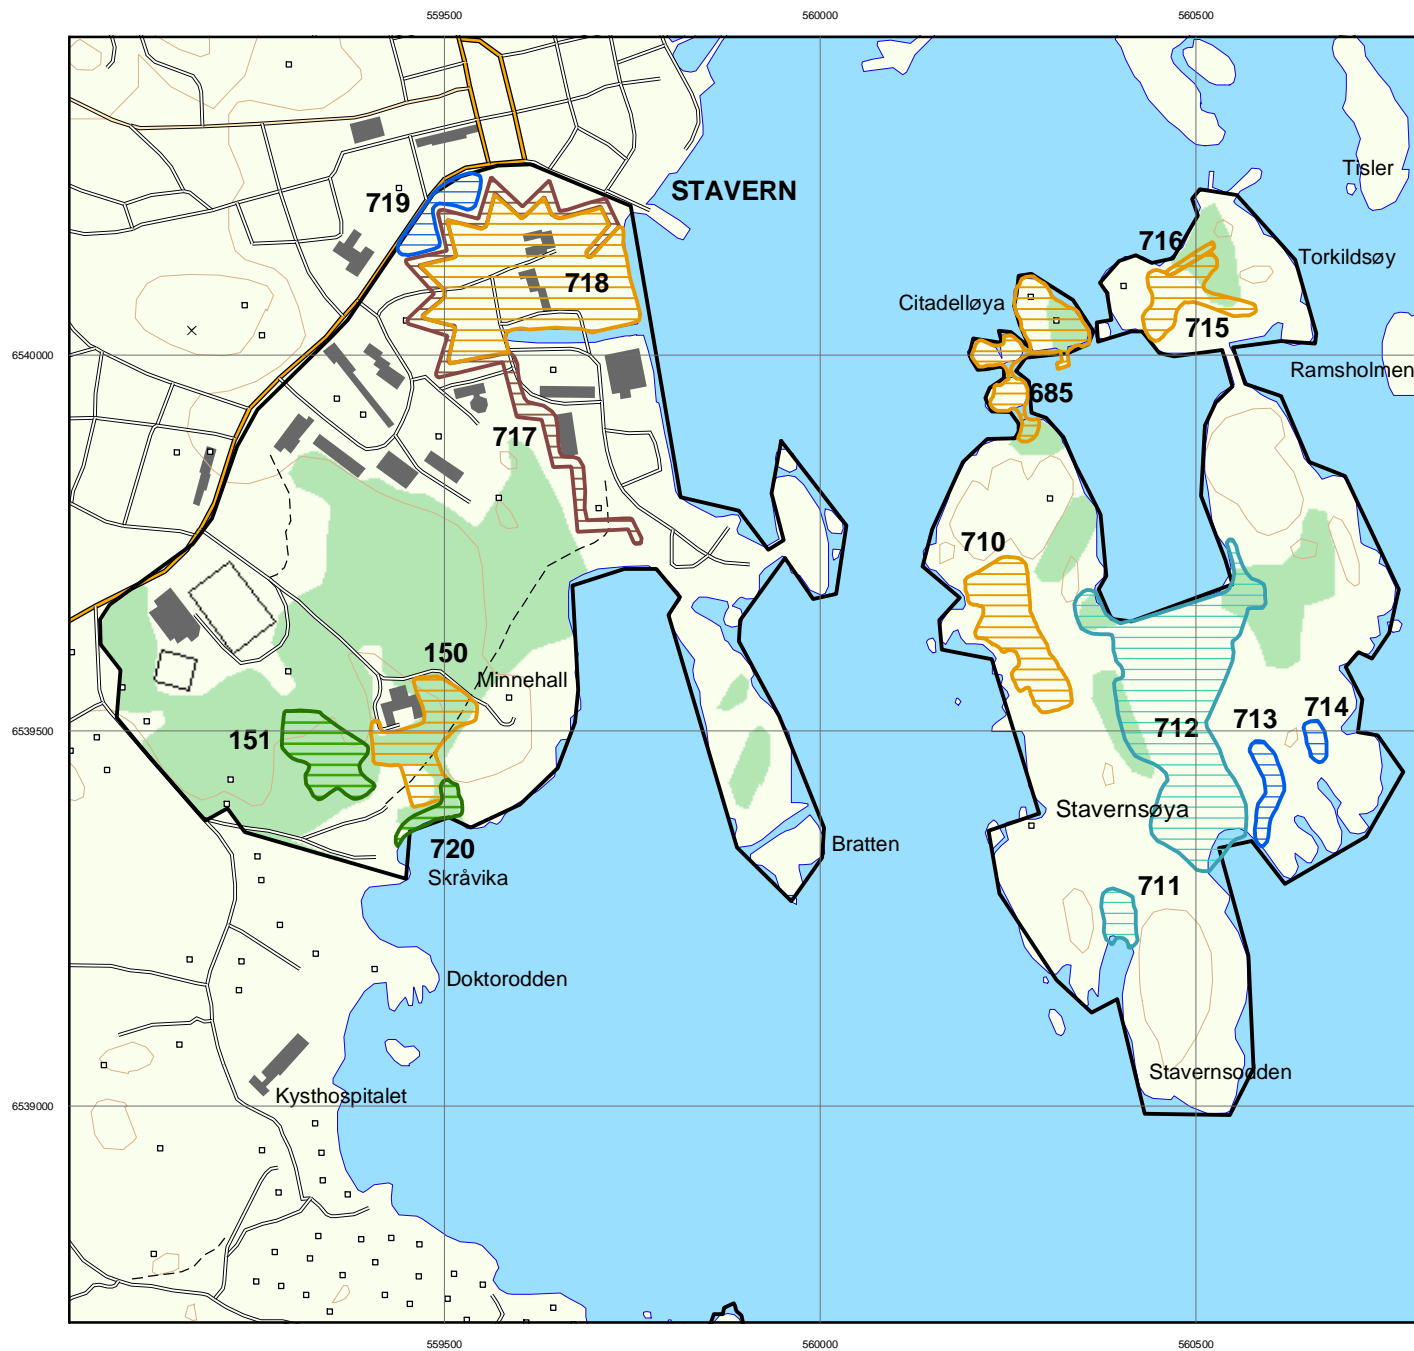 559500 560000 560500
Tisler
STAVERN
719
716
Torkildsøy
718
Citadelløya
715
6540000
Ramsholmen
685
717
710
150
Minnehall
714
713
712
151
Stavernsøya
Bratten
720
Skråvika
711
Doktorodden
Stavernsodden
Kysthospitalet
6539500
6539000
559500 560000 560500